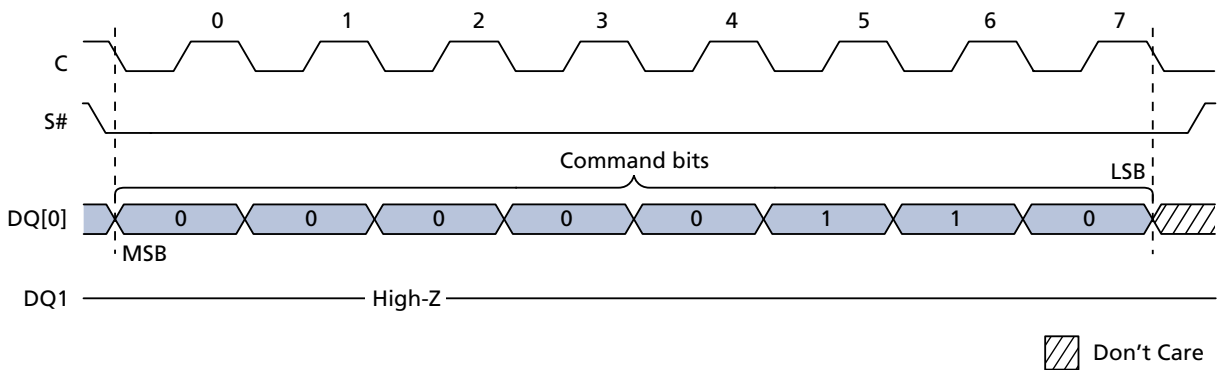 0 1 2 3 4 5 6 7
C
S#
Command bits
LSB
DQ[0] 0 0 0 0 0 1 1 0
MSB
DQ1 High-Z
Don't Care